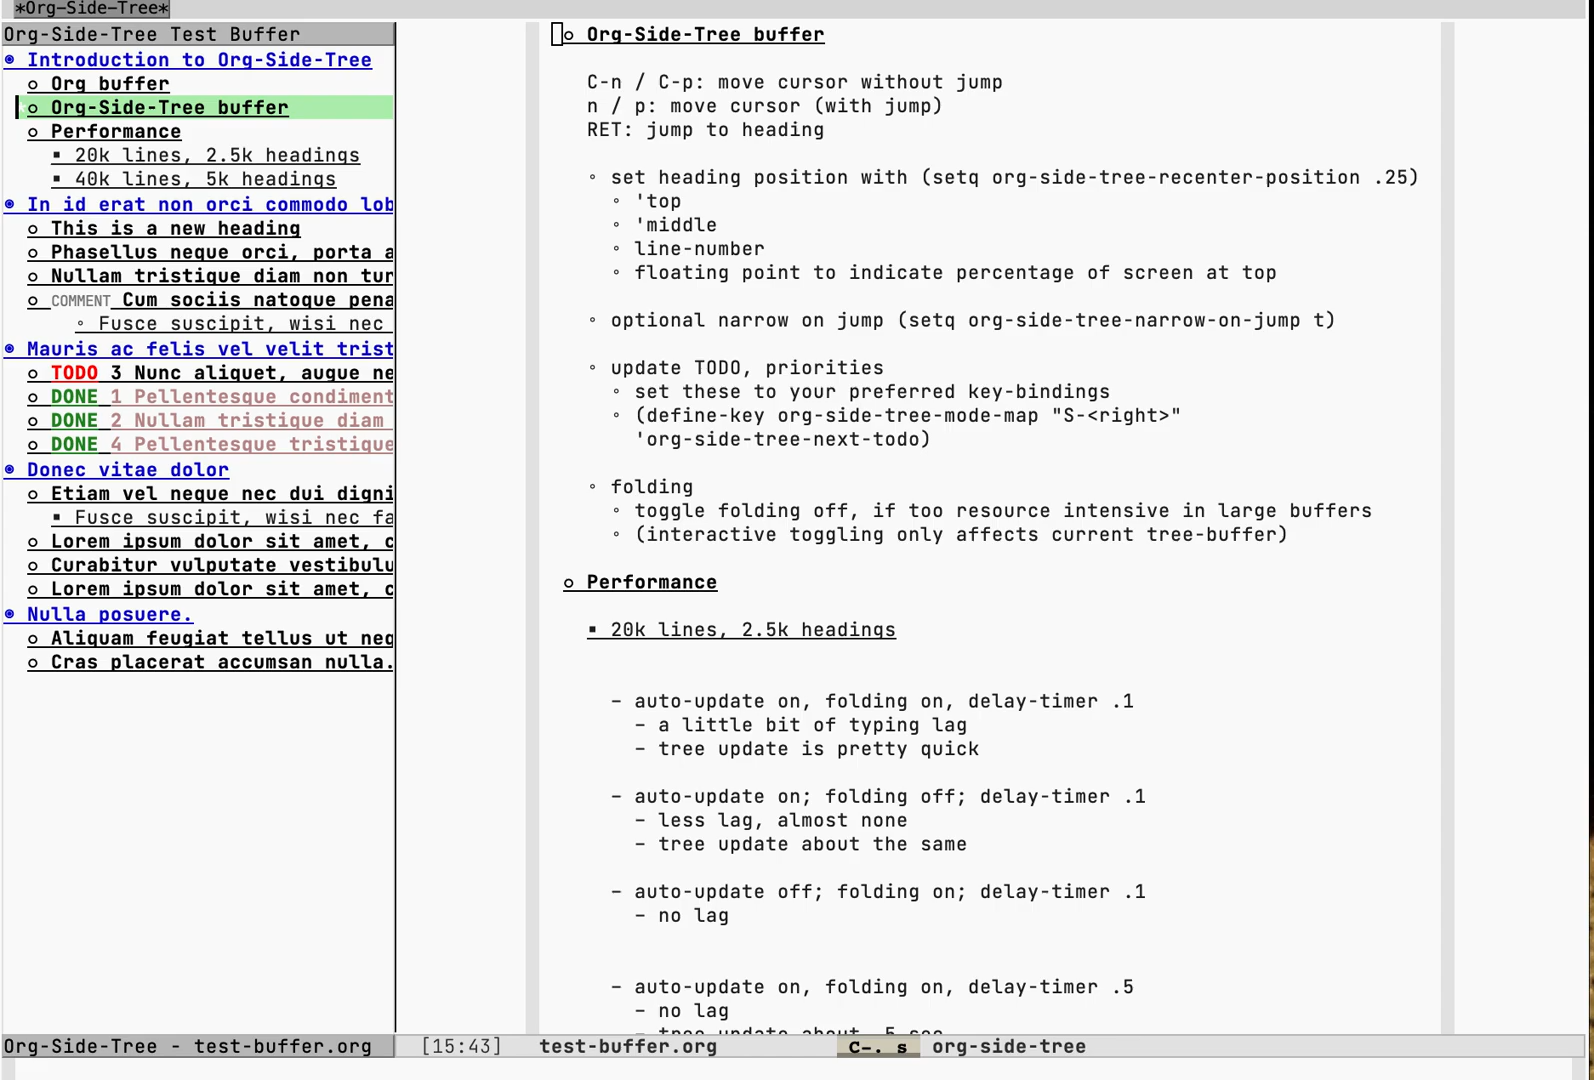 *Org-Side-Tree*
Org-Side-Tree Test Buffer
Introduction to Org-Side-Tree
Org buffer
Org-Side-Tree buffer
Performance
20k lines, 2.5k headings
40k lines, 5k headings
In id erat non orci commodo lob
This is a new heading
Phasellus neque orci, porta a
Nullam tristique diam non tur
COMMENT Cum sociis natoque pena
Fusce suscipit, wisi nec
Mauris ac felis vel velit trist
TODO 3 Nunc aliquet, augue ne
DONE 1 Pellentesque condiment
DONE 2 Nullam tristique diam
DONE 4 Pellentesque tristique
Donec vitae dolor
Etiam vel neque nec dui digni
Fusce suscipit, wisi nec fa
Lorem ipsum dolor sit amet, c
Curabitur vulputate vestibulu
Lorem ipsum dolor sit amet, c
Nulla posuere.
Aliquam feugiat tellus ut neq
Cras placerat accumsan nulla.
Org-Side-Tree - test-buffer.org
Org-Side-Tree buffer
C-n / C-p: move cursor without jump
n / p: move cursor (with jump)
RET: jump to heading
◦ set heading position with (setq org-side-tree-recenter-position .25)
◦ 'top
◦ 'middle
◦ line-number
◦ floating point to indicate percentage of screen at top
◦ optional narrow on jump (setq org-side-tree-narrow-on-jump t)
◦ update TODO, priorities
◦ set these to your preferred key-bindings
◦ (define-key org-side-tree-mode-map "S-<right>"
'org-side-tree-next-todo)
◦ folding
◦ toggle folding off, if too resource intensive in large buffers
◦ (interactive toggling only affects current tree-buffer)
Performance
20k lines, 2.5k headings
– auto-update on, folding on, delay-timer .1
– a little bit of typing lag
– tree update is pretty quick
– auto-update on; folding off; delay-timer .1
– less lag, almost none
– tree update about the same
– auto-update off; folding on; delay-timer .1
– no lag
– auto-update on, folding on, delay-timer .5
– no lag
– tree update about .5 sec
[15:43] test-buffer.org C-. s org-side-tree